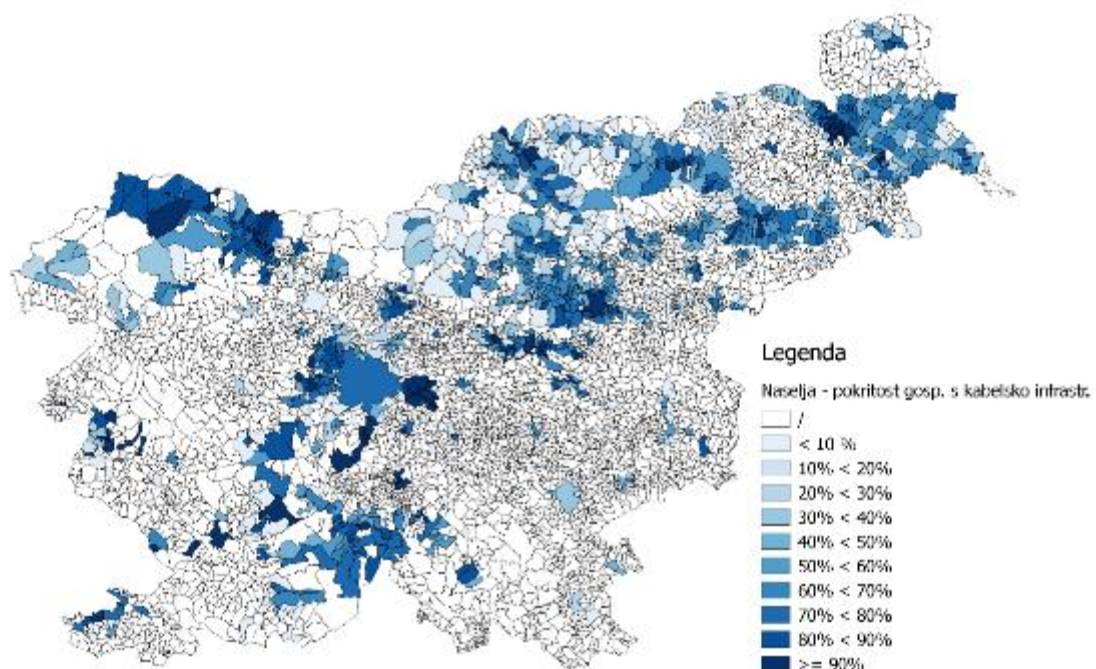 Legenda
Naselja - pokritost gosp. s kabelsko infrastr.
/
< 10 %
10% < 20%
20% < 30%
30% < 40%
40% < 50%
50% < 60%
60% < 70%
70% < 80%
80% < 90%
>= 90%